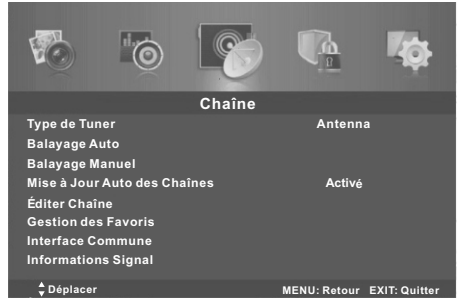 Chaîne
Type de Tuner Antenna
Balayage Auto
Balayage Manuel
Mise à Jour Auto des Chaînes Activé
Éditer Chaîne
Gestion des Favoris
Interface Commune
Informations Signal
Déplacer MENU: Retour EXIT: Quitter